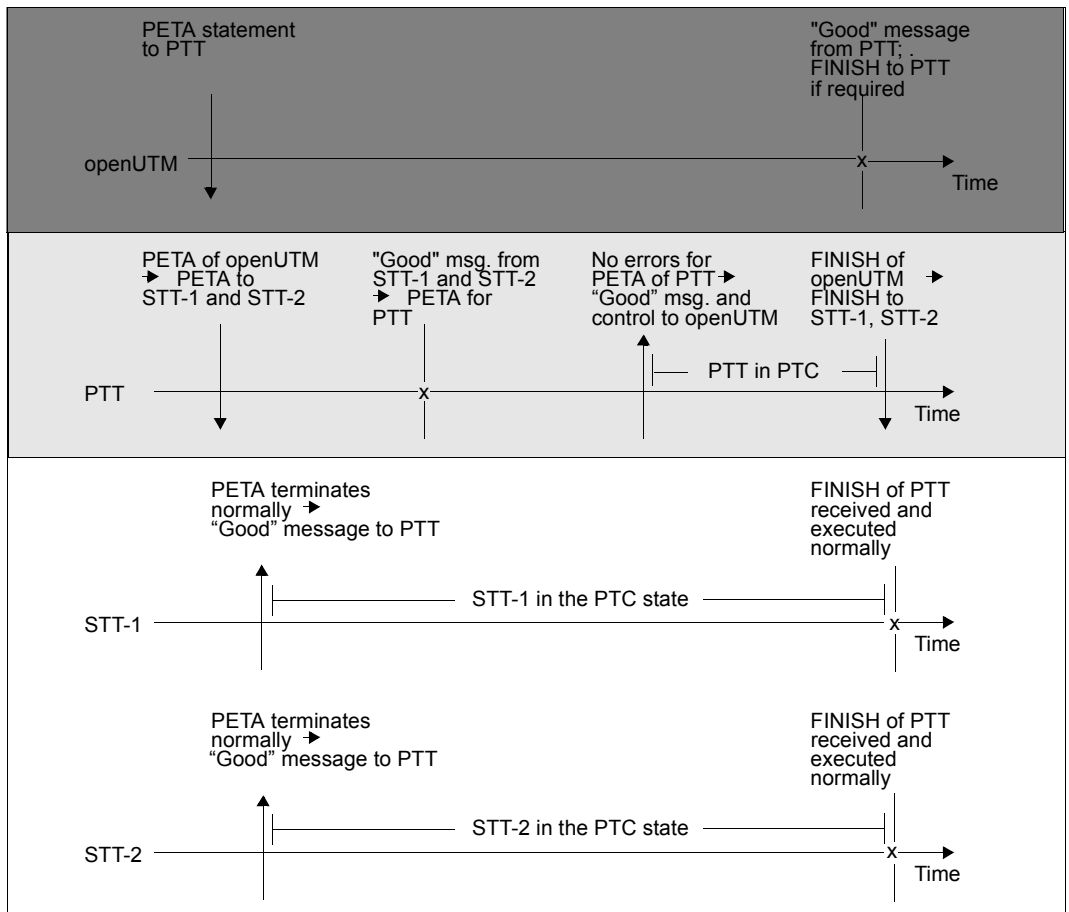 PETA statement
to PTT
"Good" message
from PTT; .
FINISH to PTT
if required
openUTM
x
Time
PETA of openUTM
PETA to
STT-1 and STT-2
"Good" msg. from
STT-1 and STT-2
PETA for
PTT
No errors for
PETA of PTT
“Good” msg. and
control to openUTM
FINISH of
openUTM
FINISH to
STT-1, STT-2
PTT in PTC
PTT
x
Time
PETA terminates
normally
“Good” message to PTT
FINISH of PTT
received and
executed
normally
STT-1 in the PTC state
STT-1
x
Time
PETA terminates
normally
“Good” message to PTT
FINISH of PTT
received and
executed
normally
STT-2 in the PTC state
STT-2
x
Time